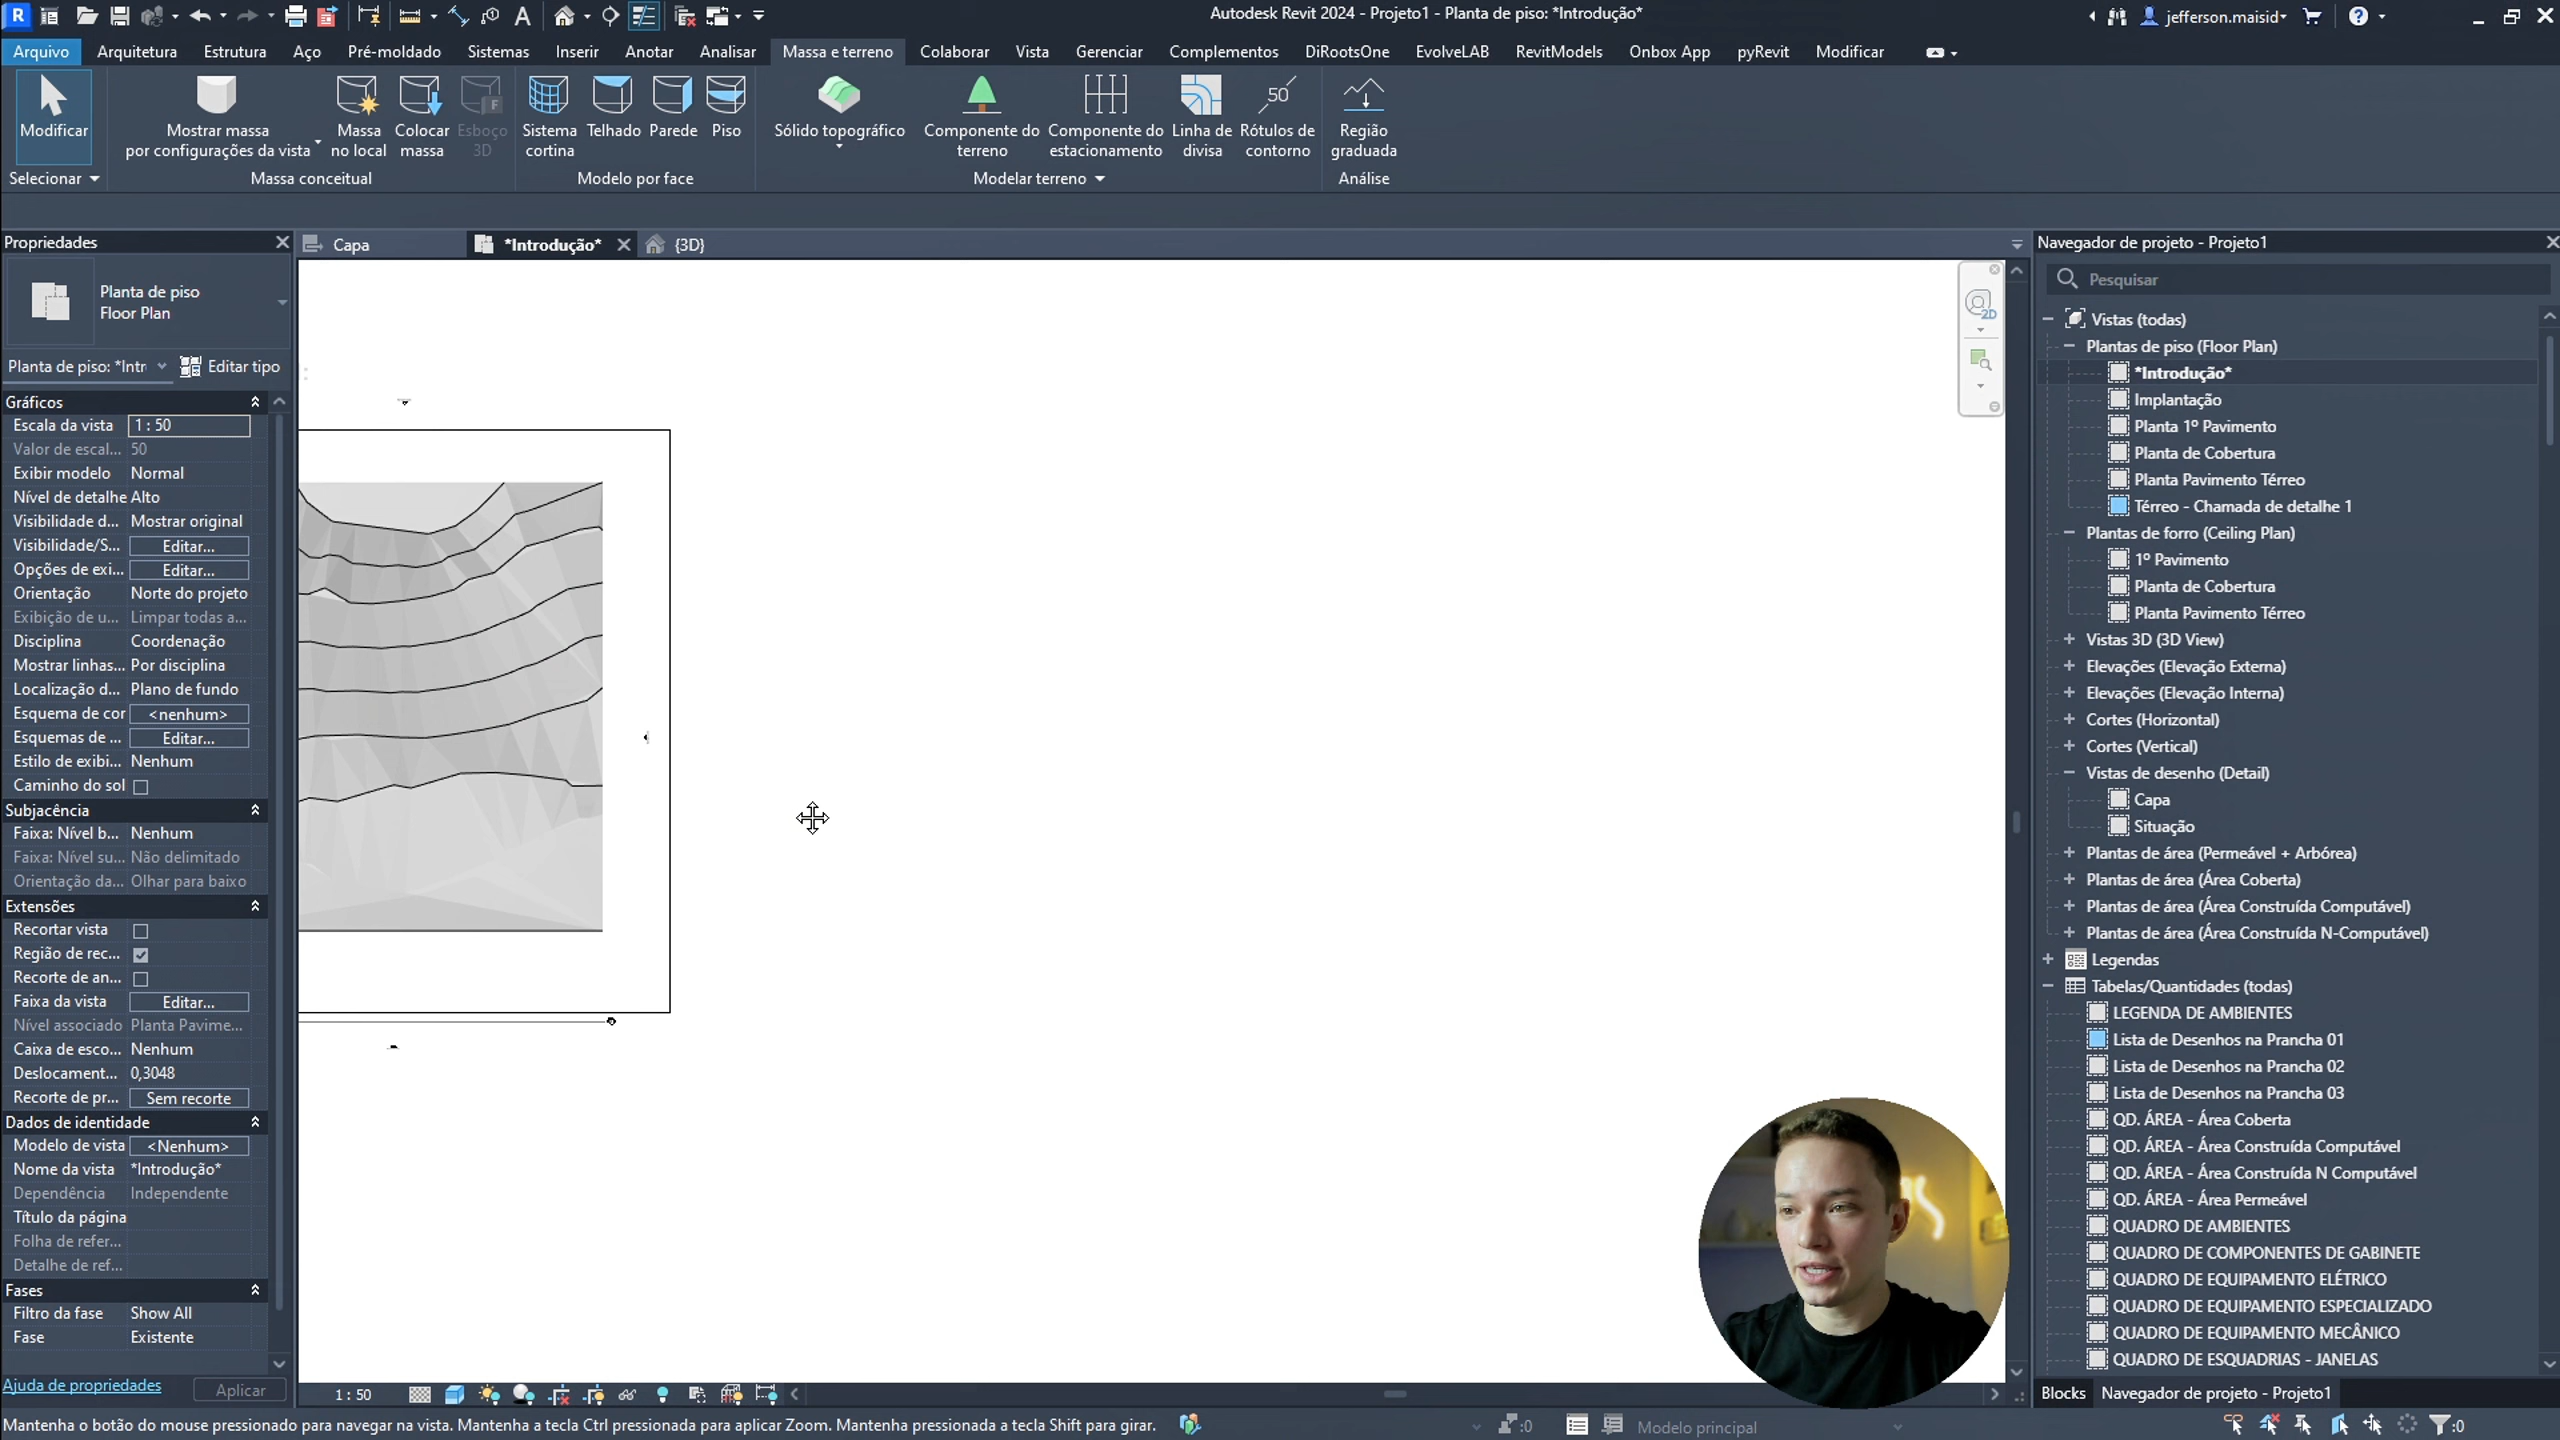 Autodesk Revit 2024 - Projeto1 - Planta de piso: *Introdução*
jefferson.maisid
Arquivo Arquitetura Estrutura Aço Pré-moldado Sistemas Inserir Anotar Analisar Massa e terreno Colaborar Vista Gerenciar Complementos DiRootsOne EvolveLAB RevitModels Onbox App pyRevit Modificar
Modificar
Mostrar massa
por configurações da vista
Massa
no local
Colocar
massa
Esboço
3D
Sistema
cortina
Telhado
Parede
Piso
Sólido topográfico
Componente do
terreno
Componente do
estacionamento
Linha de
divisa
50
Rótulos de
contorno
Região
graduada
Selecionar
Massa conceitual
Modelo por face
Modelar terreno
Análise
Propriedades
Capa
*Introdução*
{3D}
Planta de piso
Floor Plan
Planta de piso: *Intr
Editar tipo
Gráficos
Escala da vista 1 : 50
Valor de escal... 50
Exibir modelo Normal
Nível de detalhe Alto
Visibilidade d... Mostrar original
Visibilidade/S... Editar...
Opções de exi... Editar...
Orientação Norte do projeto
Exibição de u... Limpar todas a...
Disciplina Coordenação
Mostrar linhas... Por disciplina
Localização d... Plano de fundo
Esquema de cor <nenhum>
Esquemas de ... Editar...
Estilo de exibi... Nenhum
Caminho do sol
Subjacência
Faixa: Nível b... Nenhum
Faixa: Nível su... Não delimitado
Orientação da... Olhar para baixo
Extensões
Recortar vista
Região de rec...
Recorte de an...
Faixa da vista Editar...
Nível associado Planta Pavime...
Caixa de esco... Nenhum
Deslocament... 0,3048
Recorte de pr... Sem recorte
Dados de identidade
Modelo de vista <Nenhum>
Nome da vista *Introdução*
Dependência Independente
Título da página
Folha de refer...
Detalhe de ref...
Fases
Filtro da fase Show All
Fase Existente
Ajuda de propriedades
Aplicar
2D
Navegador de projeto - Projeto1
Pesquisar
Vistas (todas)
Plantas de piso (Floor Plan)
*Introdução*
Implantação
Planta 1º Pavimento
Planta de Cobertura
Planta Pavimento Térreo
Térreo - Chamada de detalhe 1
Plantas de forro (Ceiling Plan)
1º Pavimento
Planta de Cobertura
Planta Pavimento Térreo
Vistas 3D (3D View)
Elevações (Elevação Externa)
Elevações (Elevação Interna)
Cortes (Horizontal)
Cortes (Vertical)
Vistas de desenho (Detail)
Capa
Situação
Plantas de área (Permeável + Arbórea)
Plantas de área (Área Coberta)
Plantas de área (Área Construída Computável)
Plantas de área (Área Construída N-Computável)
Legendas
Tabelas/Quantidades (todas)
LEGENDA DE AMBIENTES
Lista de Desenhos na Prancha 01
Lista de Desenhos na Prancha 02
Lista de Desenhos na Prancha 03
QD. ÁREA - Área Coberta
QD. ÁREA - Área Construída Computável
QD. ÁREA - Área Construída N Computável
QD. ÁREA - Área Permeável
QUADRO DE AMBIENTES
QUADRO DE COMPONENTES DE GABINETE
QUADRO DE EQUIPAMENTO ELÉTRICO
QUADRO DE EQUIPAMENTO ESPECIALIZADO
QUADRO DE EQUIPAMENTO MECÂNICO
QUADRO DE ESQUADRIAS - JANELAS
Blocks
Navegador de projeto - Projeto1
1 : 50
Mantenha o botão do mouse pressionado para navegar na vista. Mantenha a tecla Ctrl pressionada para aplicar Zoom. Mantenha pressionada a tecla Shift para girar.
:0
Modelo principal
:0